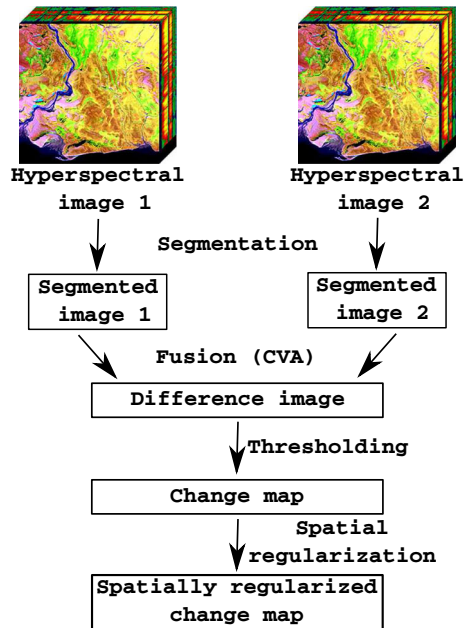 Hyperspectral
image 1
Hyperspectral
image 2
Segmentation
Segmented
image 1
Segmented
image 2
Fusion (CVA)
Difference image
Thresholding
Change map
Spatial
regularization
Spatially regularized
change map